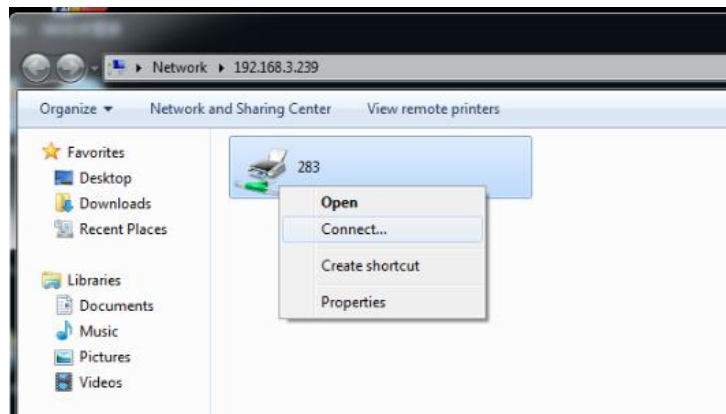 Network 192.168.3.239
Organize Network and Sharing Center View remote printers
Favorites
Desktop
Downloads
Recent Places
Libraries
Documents
Music
Pictures
Videos
283
Open
Connect...
Create shortcut
Properties